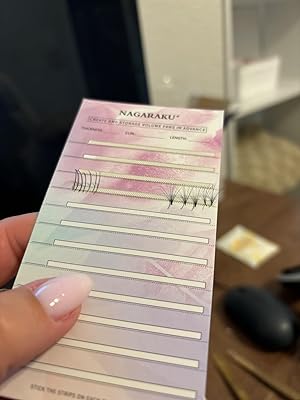 NAGARAKU®
CREATE AND STORAGE VOLUME FANS IN ADVANCE
THICKNESS: CURL: LENGTH:
STICK THE STRIPS ON EACH